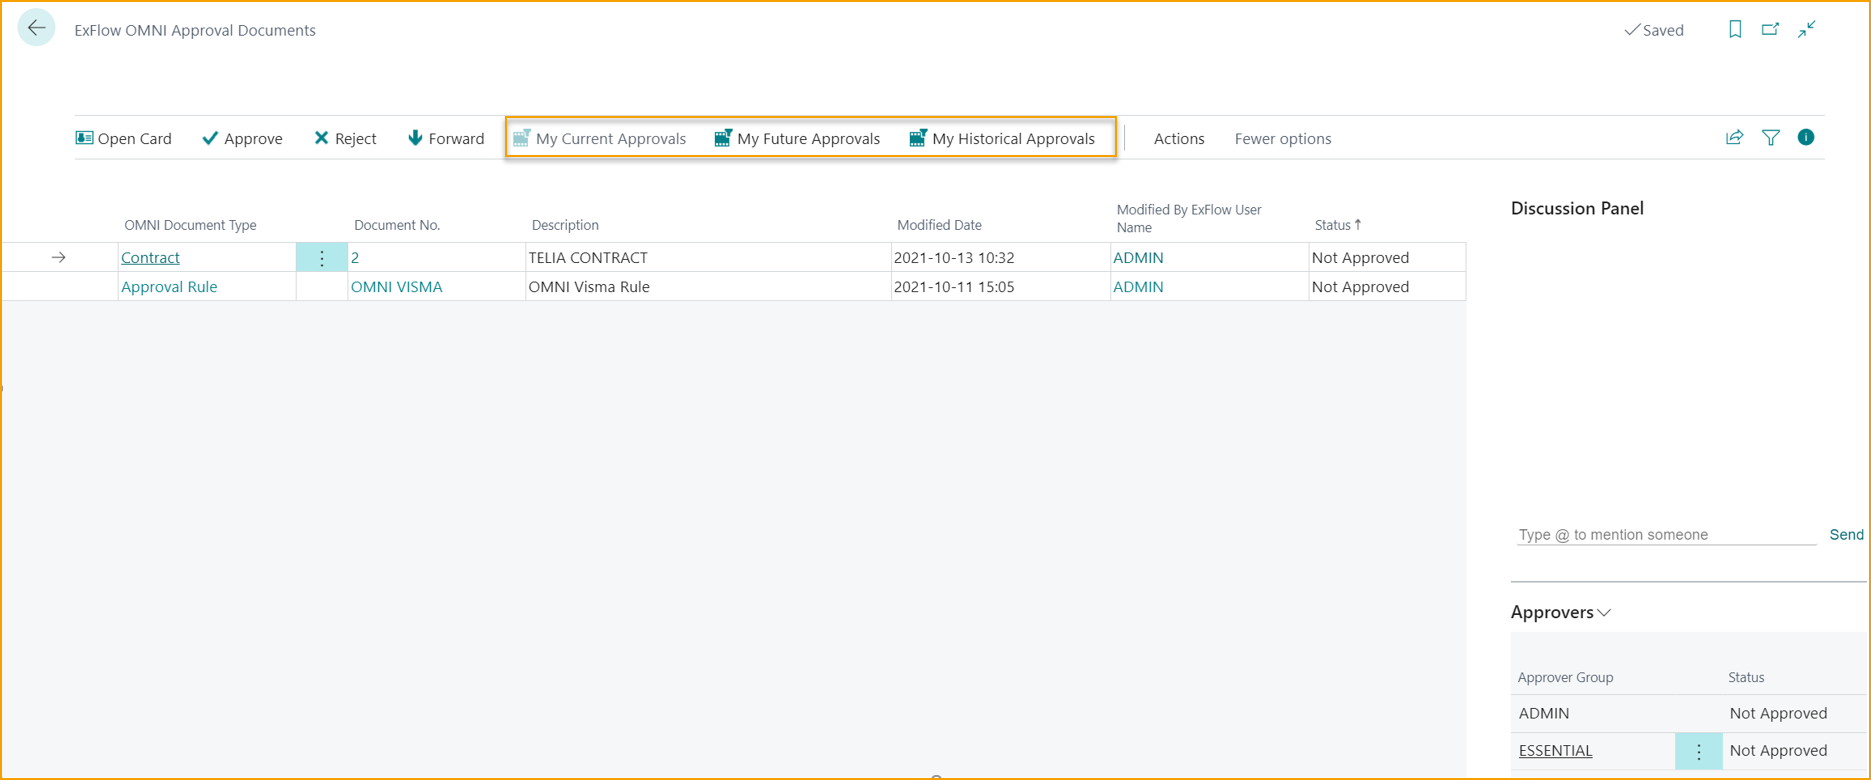 ExFlow OMNI Approval Documents
Saved
Open Card Approve Reject Forward My Current Approvals My Future Approvals My Historical Approvals Actions Fewer options
OMNI Document Type Document No. Description Modified Date Modified By ExFlow User Name Status
Contract 2 TELIA CONTRACT 2021-10-13 10:32 ADMIN Not Approved
Approval Rule OMNI VISMA OMNI Visma Rule 2021-10-11 15:05 ADMIN Not Approved
Discussion Panel
Type @ to mention someone Send
Approvers
Approver Group Status
ADMIN Not Approved
ESSENTIAL Not Approved